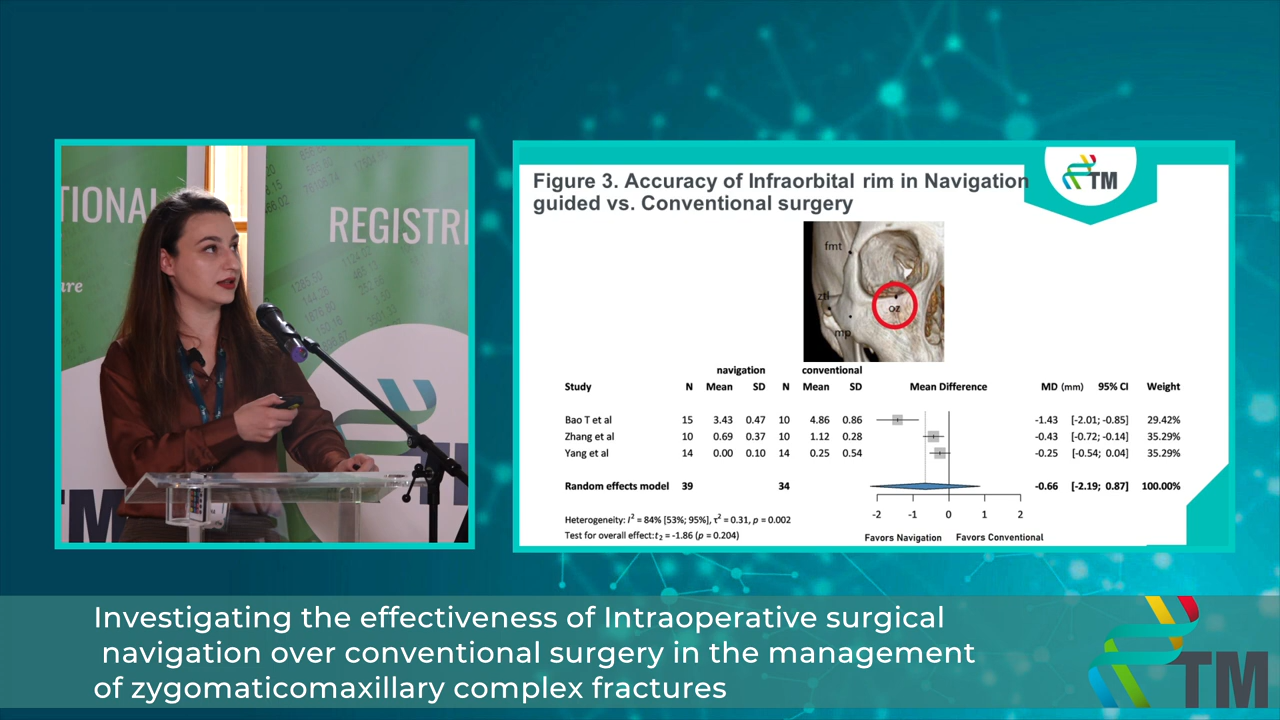 TIONAL
REGISTRI
ure
TM
Figure 3. Accuracy of Infraorbital rim in Navigation
guided vs. Conventional surgery
TM
fmt
oz
mp
navigation conventional
Study N Mean SD N Mean SD Mean Difference MD (mm) 95% CI Weight
Bao T et al 15 3.43 0.47 10 4.86 0.86 -1.43 [-2.01; -0.85] 29.42%
Zhang et al 10 0.69 0.37 10 1.12 0.28 -0.43 [-0.72; -0.14] 35.29%
Yang et al 14 0.00 0.10 14 0.25 0.54 -0.25 [-0.54; 0.04] 35.29%
Random effects model 39 34 -0.66 [-2.19; 0.87] 100.00%
-2 -1 0 1 2
Heterogeneity: I² = 84% [53%; 95%], τ² = 0.31, p = 0.002
Test for overall effect: t₂ = -1.86 (p = 0.204)
Favors Navigation Favors Conventional
Investigating the effectiveness of Intraoperative surgical
navigation over conventional surgery in the management
of zygomaticomaxillary complex fractures
TM